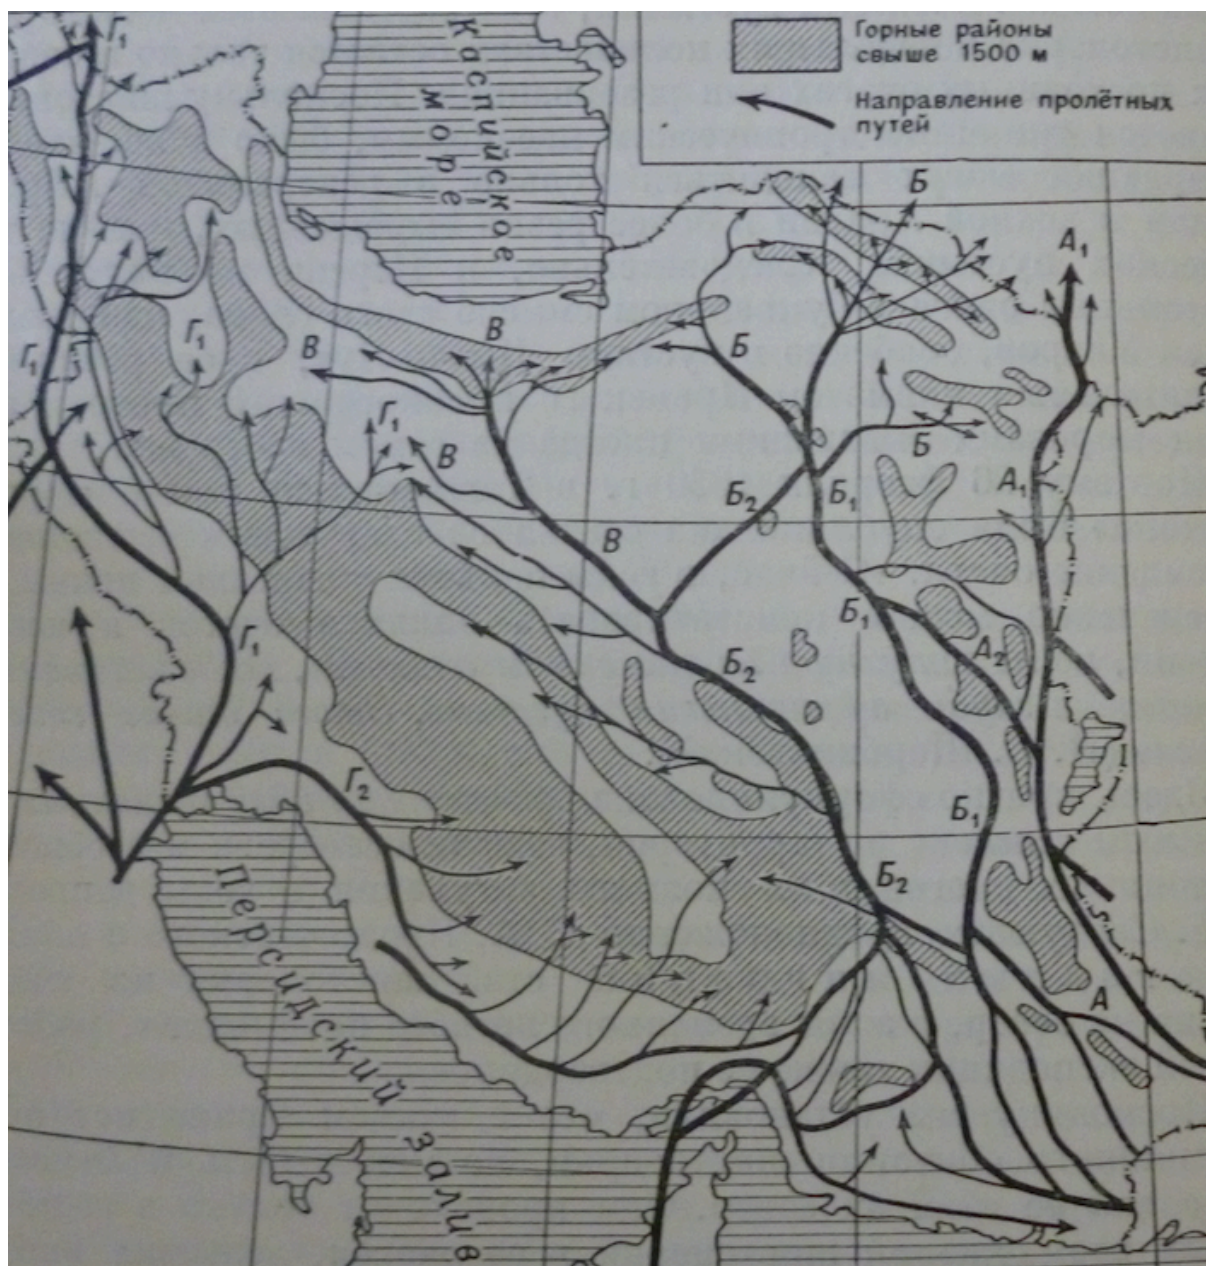 Горные районы
свыше 1500 м
Направление пролётных
путей
Каспийское
море
Г₁
Б
А₁
В
Г₁
Б
В
Г₁
Г₁
Б
В
А₁
Б₂
Б₁
В
Б₁
Г₁
А₂
Б₂
Г₂
Б₁
Б₂
А
Персидский
залив